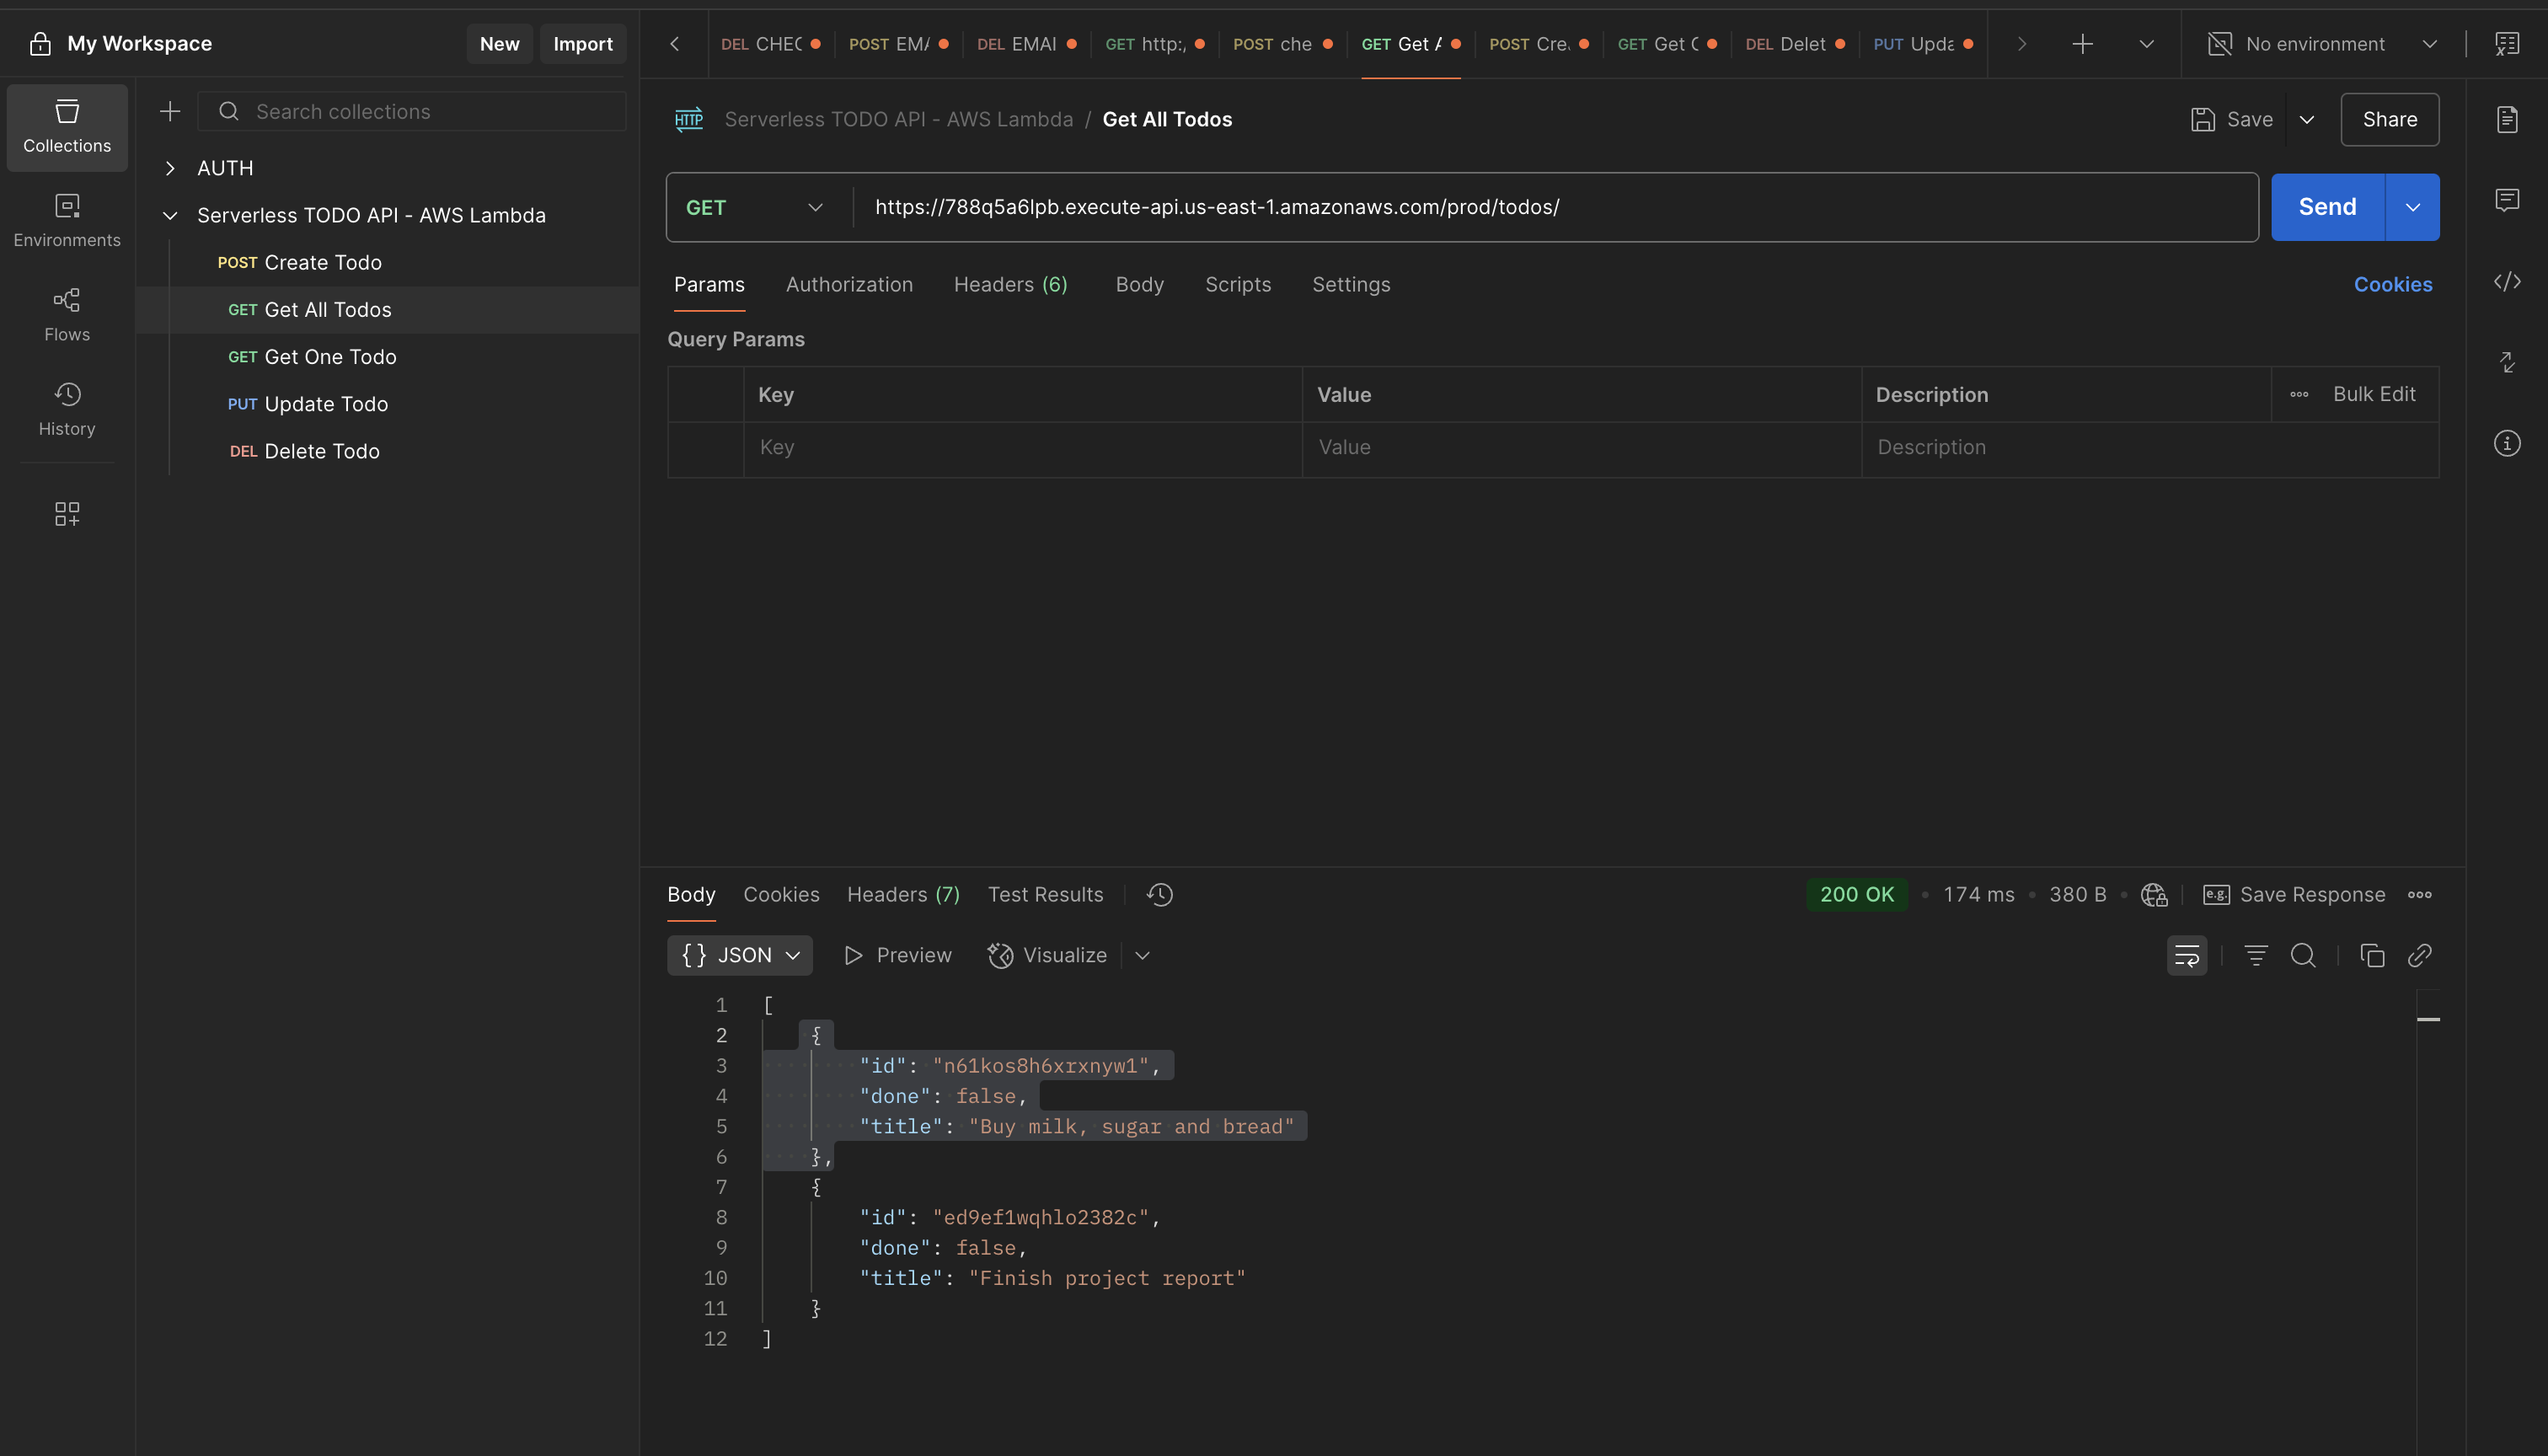 My Workspace
New
Import
DEL CHEC
POST EMA
DEL EMAI
GET http:/
POST che
GET Get A
POST Cre
GET Get O
DEL Delet
PUT Upda
No environment
Collections
Environments
Flows
History
Search collections
AUTH
Serverless TODO API - AWS Lambda
POST Create Todo
GET Get All Todos
GET Get One Todo
PUT Update Todo
DEL Delete Todo
HTTP Serverless TODO API - AWS Lambda / Get All Todos
Save
Share
GET
https://788q5a6lpb.execute-api.us-east-1.amazonaws.com/prod/todos/
Send
Params Authorization Headers (6) Body Scripts Settings
Cookies
Query Params
Key Value Description Bulk Edit
Key Value Description
Body Cookies Headers (7) Test Results
200 OK • 174 ms • 380 B •
e.g. Save Response
{} JSON Preview Visualize
1 [
2 {
3 "id": "n61kos8h6xrxnyw1",
4 "done": false,
5 "title": "Buy milk, sugar and bread"
6 },
7 {
8 "id": "ed9ef1wqhlo2382c",
9 "done": false,
10 "title": "Finish project report"
11 }
12 ]